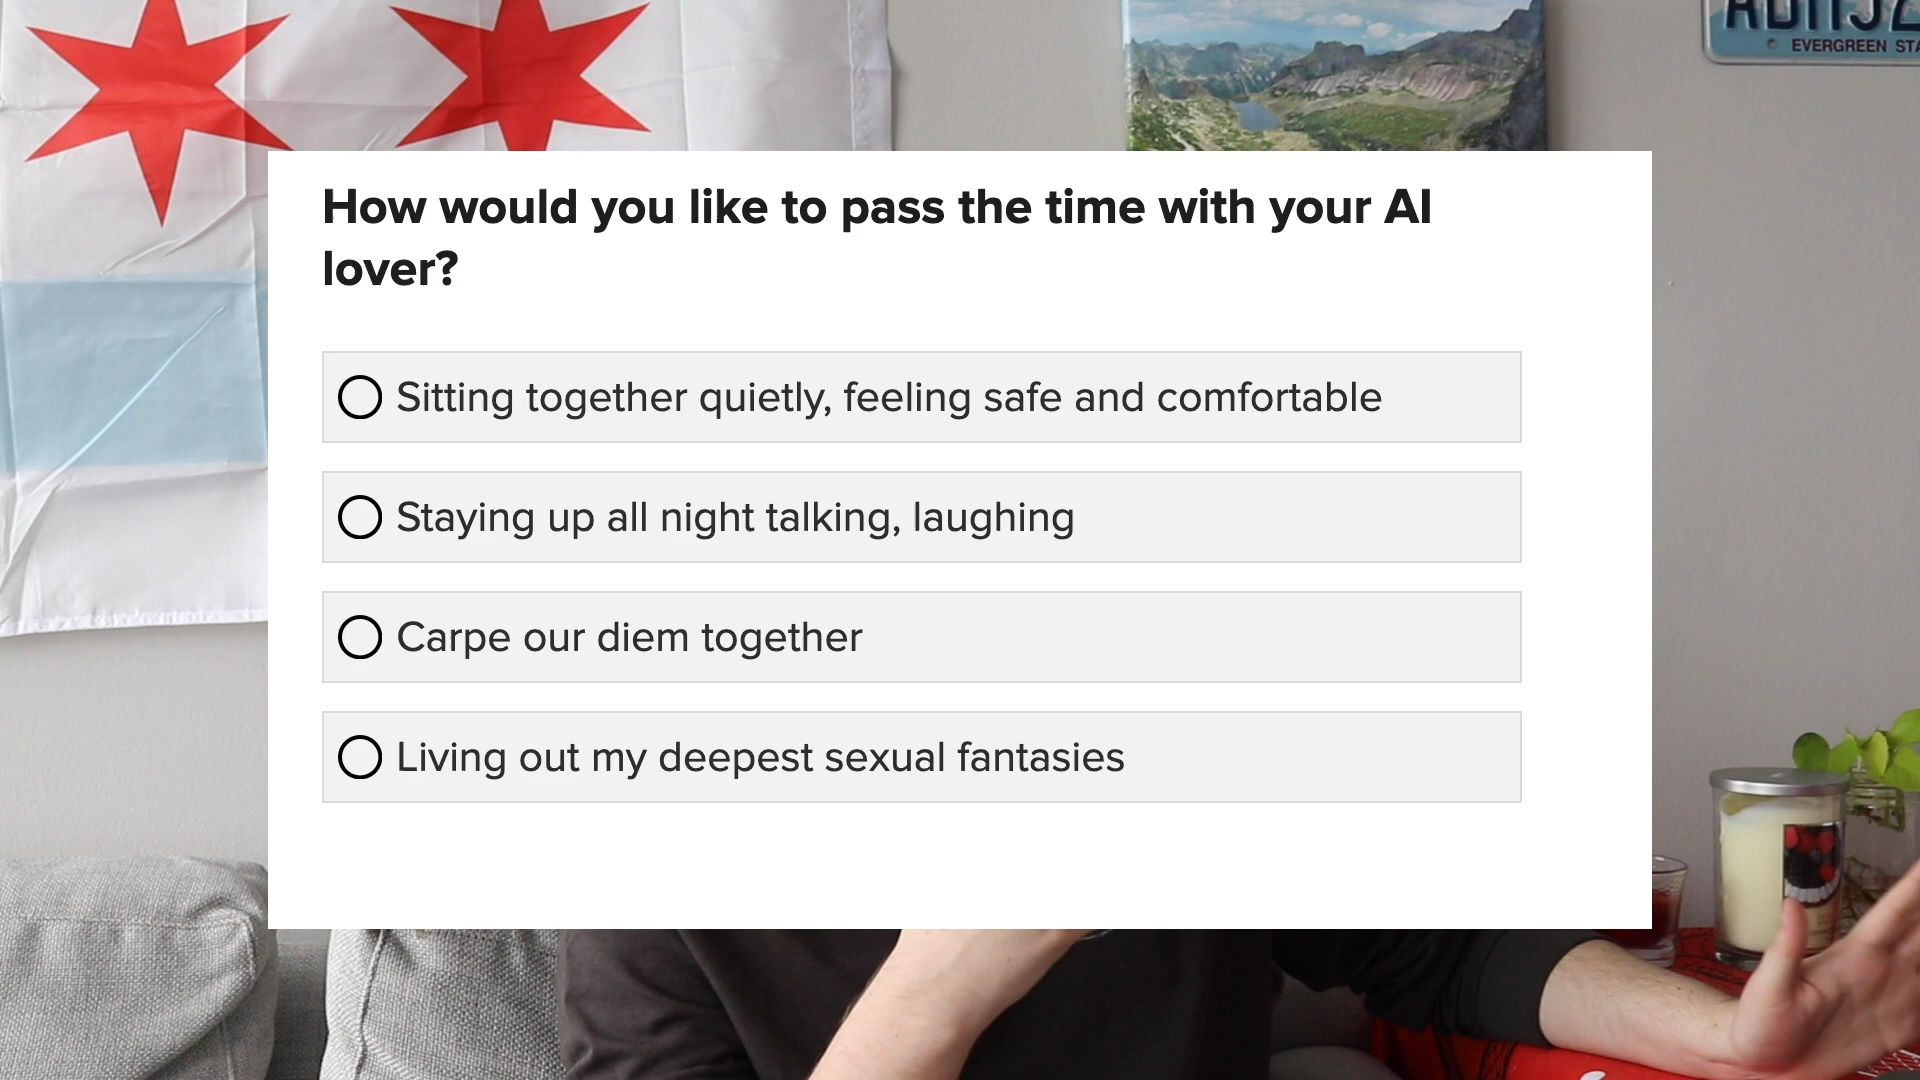 EVERGREEN
How would you like to pass the time with your AI
lover?
Sitting together quietly, feeling safe and comfortable
Staying up all night talking, laughing
Carpe our diem together
Living out my deepest sexual fantasies